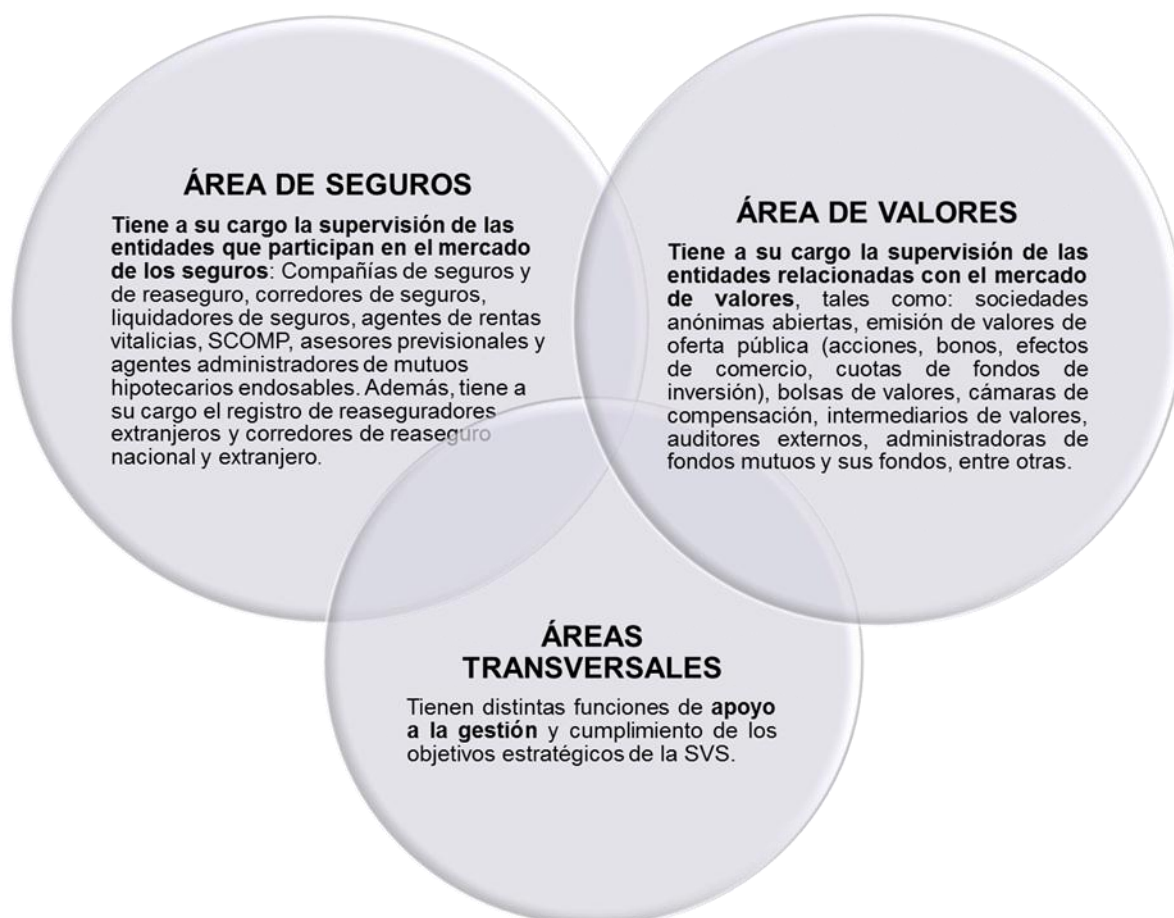 ÁREA DE SEGUROS
Tiene a su cargo la supervisión de las
entidades que participan en el mercado
de los seguros: Compañías de seguros y
de reaseguro, corredores de seguros,
liquidadores de seguros, agentes de rentas
vitalicias, SCOMP, asesores previsionales y
agentes administradores de mutuos
hipotecarios endosables. Además, tiene a
su cargo el registro de reaseguradores
extranjeros y corredores de reaseguro
nacional y extranjero.
ÁREA DE VALORES
Tiene a su cargo la supervisión de las
entidades relacionadas con el mercado
de valores, tales como: sociedades
anónimas abiertas, emisión de valores de
oferta pública (acciones, bonos, efectos
de comercio, cuotas de fondos de
inversión), bolsas de valores, cámaras de
compensación, intermediarios de valores,
auditores externos, administradoras de
fondos mutuos y sus fondos, entre otras.
ÁREAS
TRANSVERSALES
Tienen distintas funciones de apoyo
a la gestión y cumplimiento de los
objetivos estratégicos de la SVS.